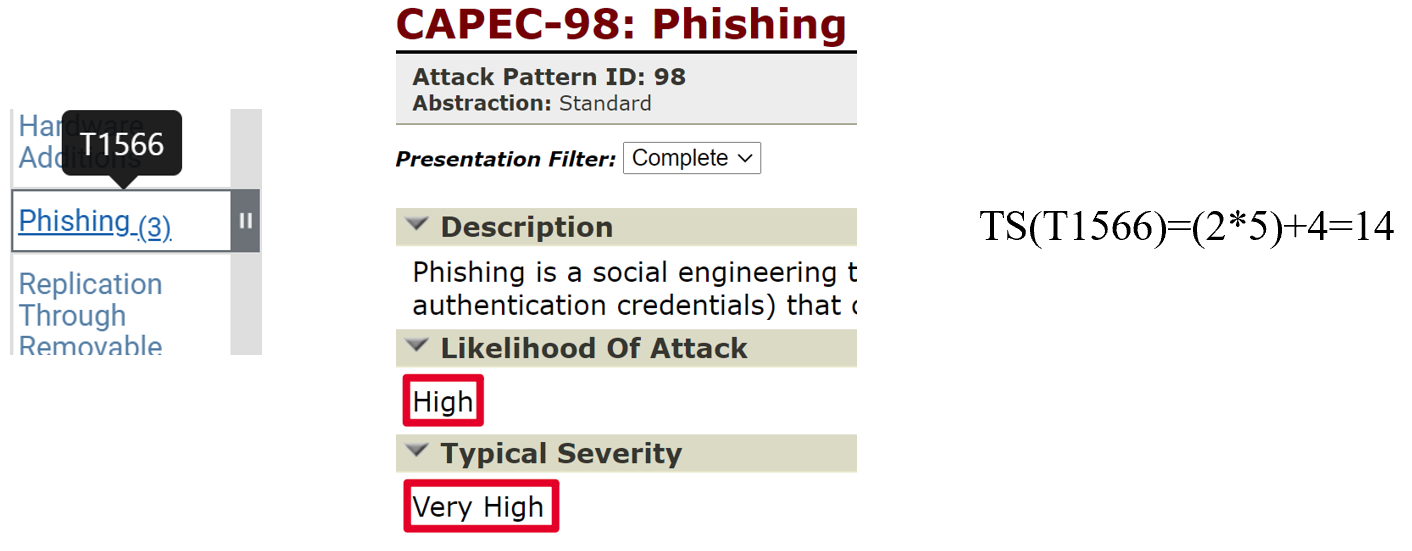 Hardware
Additions
T1566
Phishing (3)
Replication
Through
Removable
CAPEC-98: Phishing
Attack Pattern ID: 98
Abstraction: Standard
Presentation Filter: Complete
Description
Phishing is a social engineering t
authentication credentials) that
Likelihood Of Attack
High
Typical Severity
Very High
TS(T1566)=(2*5)+4=14